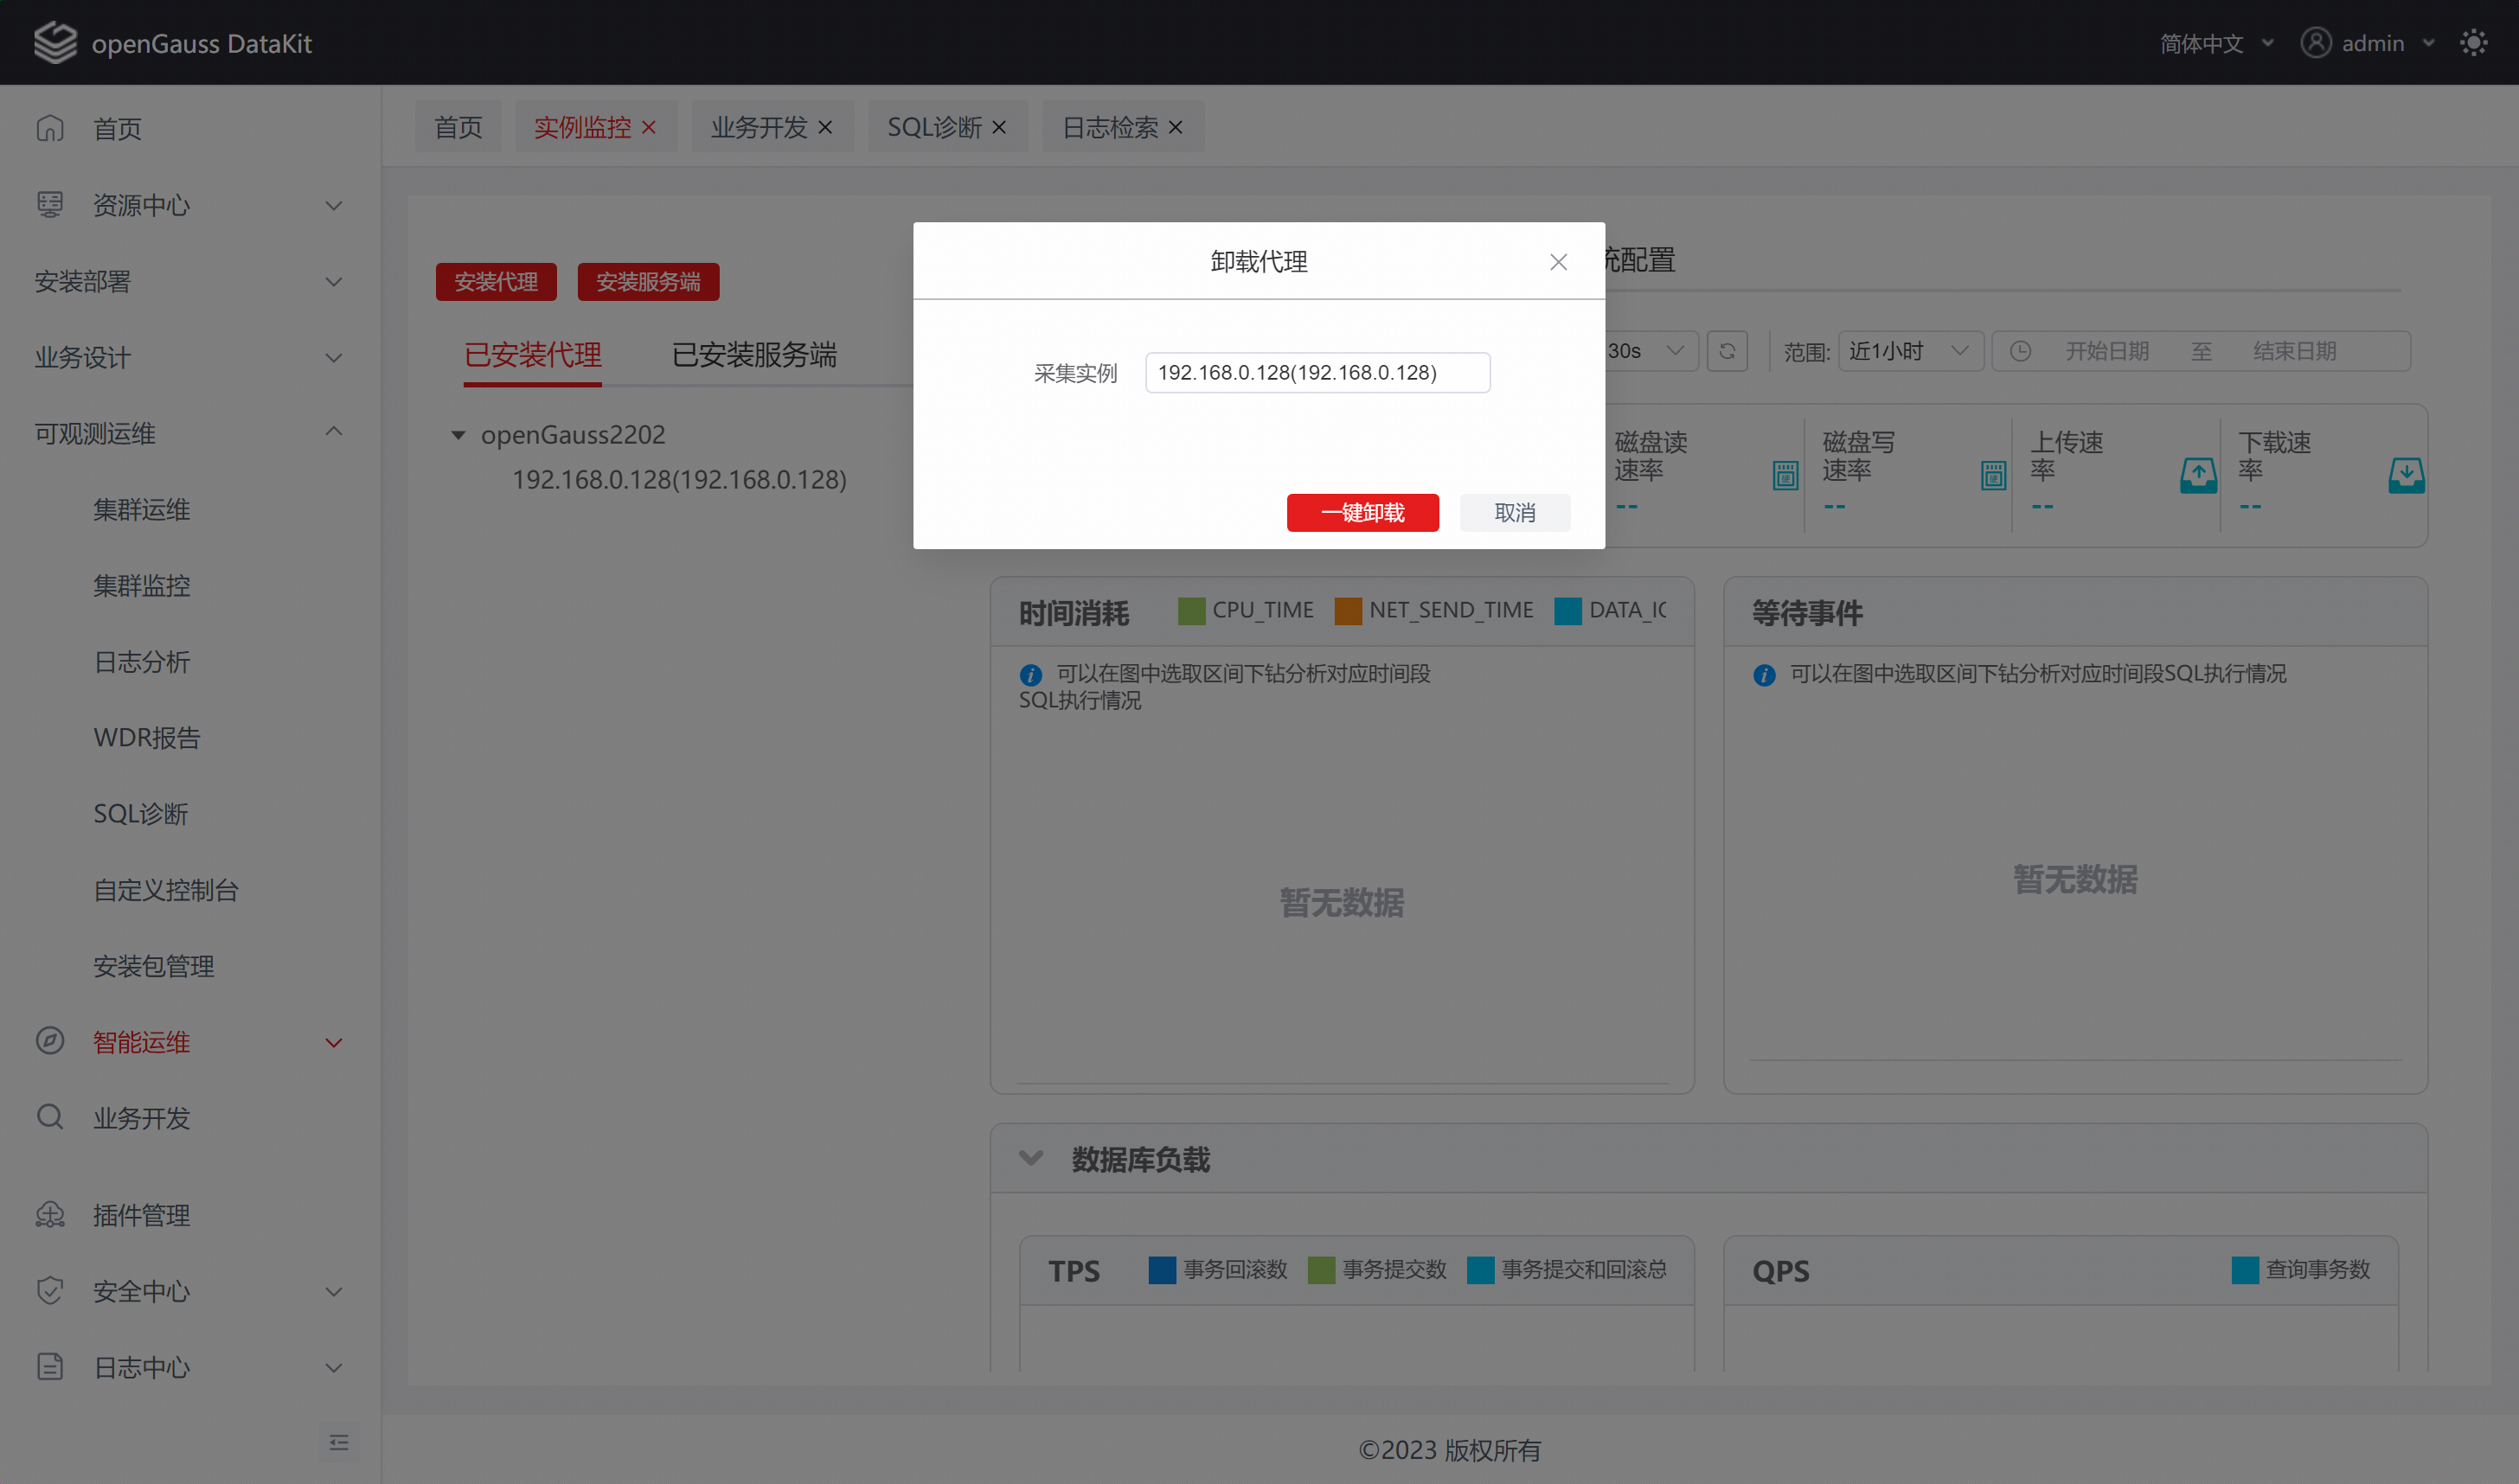 openGauss DataKit
简体中文
admin
首页
资源中心
安装部署
业务设计
可观测运维
集群运维
集群监控
日志分析
WDR报告
SQL诊断
自定义控制台
安装包管理
智能运维
业务开发
插件管理
安全中心
日志中心
首页
实例监控
业务开发
SQL诊断
日志检索
安装代理
安装服务端
已安装代理
已安装服务端
openGauss2202
192.168.0.128(192.168.0.128)
卸载代理
采集实例
192.168.0.128(192.168.0.128)
一键卸载
取消
统配置
30s
范围:
近1小时
开始日期
至
结束日期
磁盘读
速率
--
磁盘写
速率
--
上传速
率
--
下载速
率
--
时间消耗
CPU_TIME
NET_SEND_TIME
DATA_IO
可以在图中选取区间下钻分析对应时间段
SQL执行情况
暂无数据
等待事件
可以在图中选取区间下钻分析对应时间段SQL执行情况
暂无数据
数据库负载
TPS
事务回滚数
事务提交数
事务提交和回滚总
QPS
查询事务数
©2023 版权所有